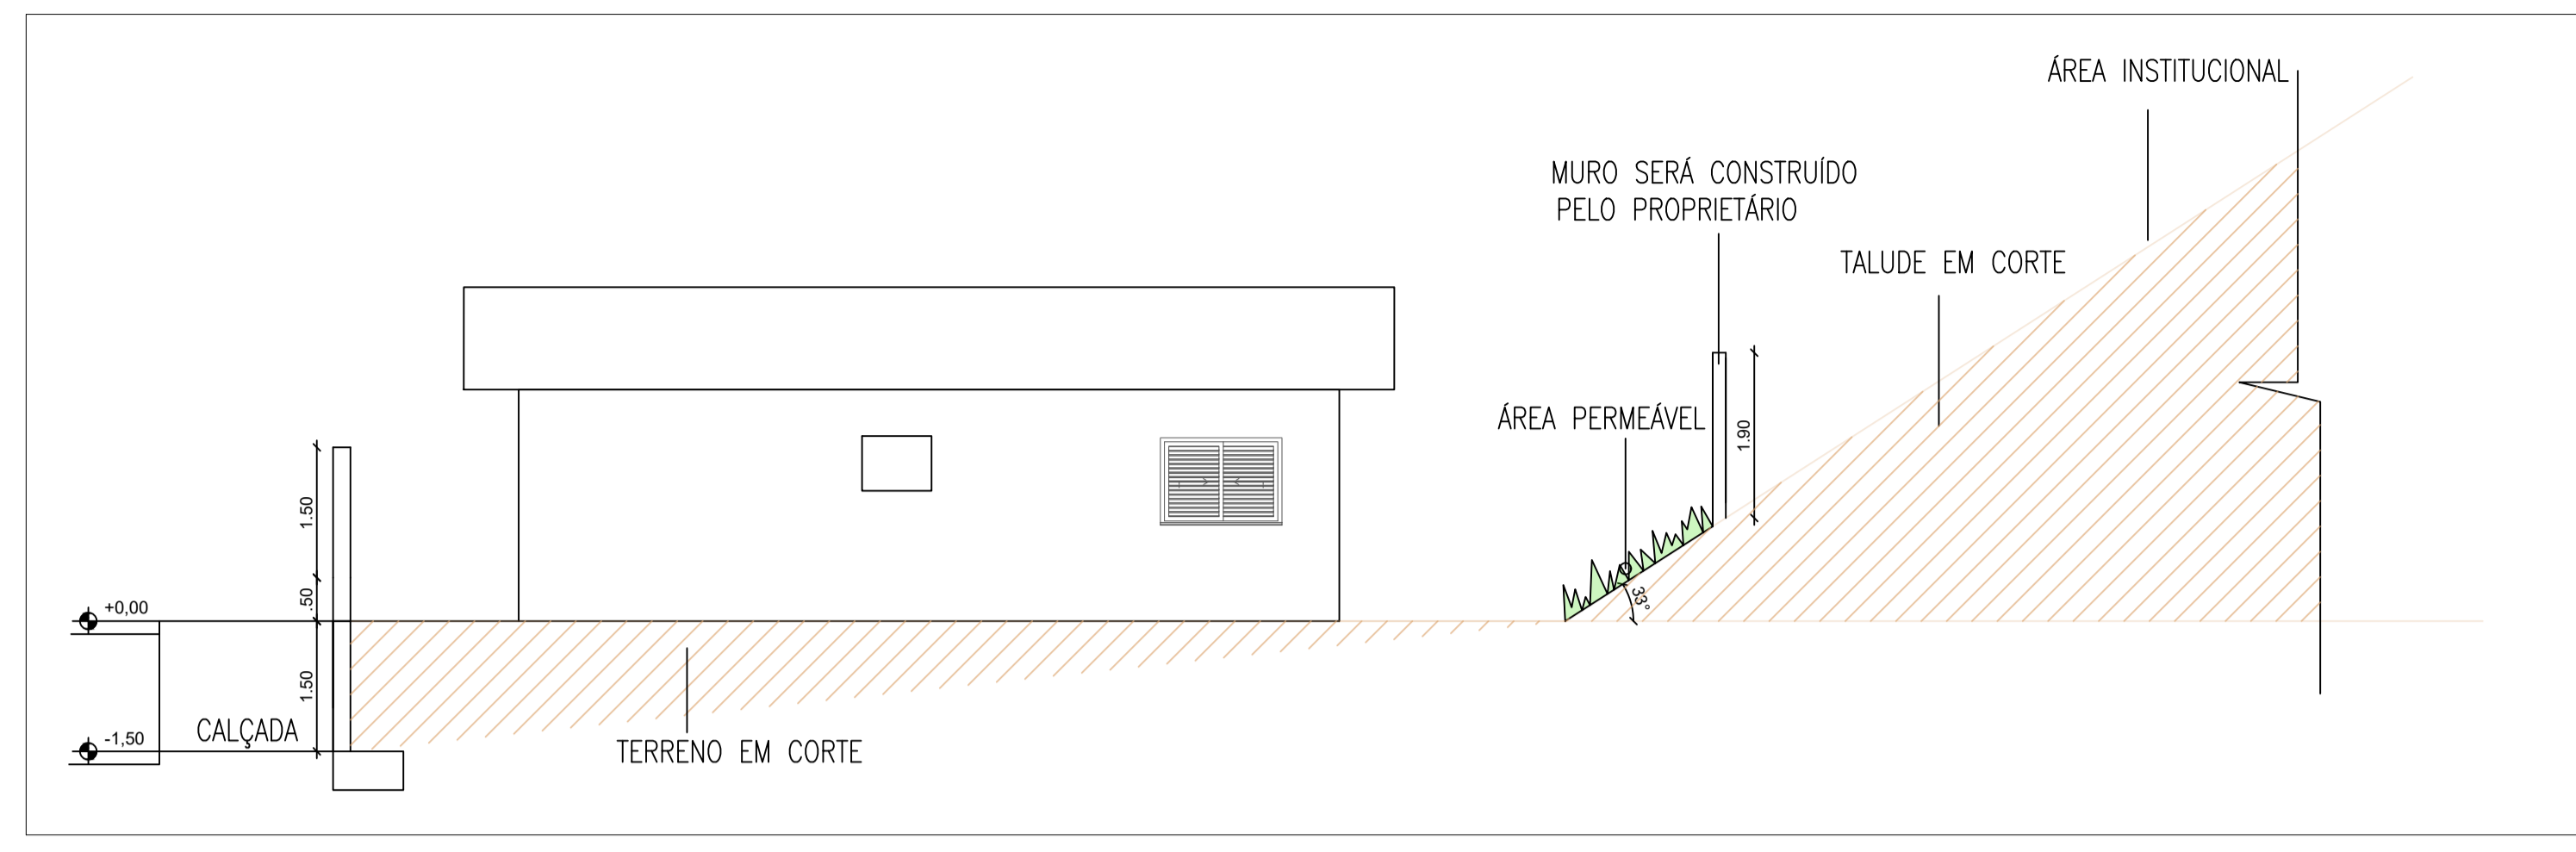 ÁREA INSTITUCIONAL
MURO SERÁ CONSTRUÍDO
PELO PROPRIETÁRIO
TALUDE EM CORTE
ÁREA PERMEÁVEL
1.90
1.50
.50
33°
+0,00
1.50
CALÇADA
-1,50
TERRENO EM CORTE